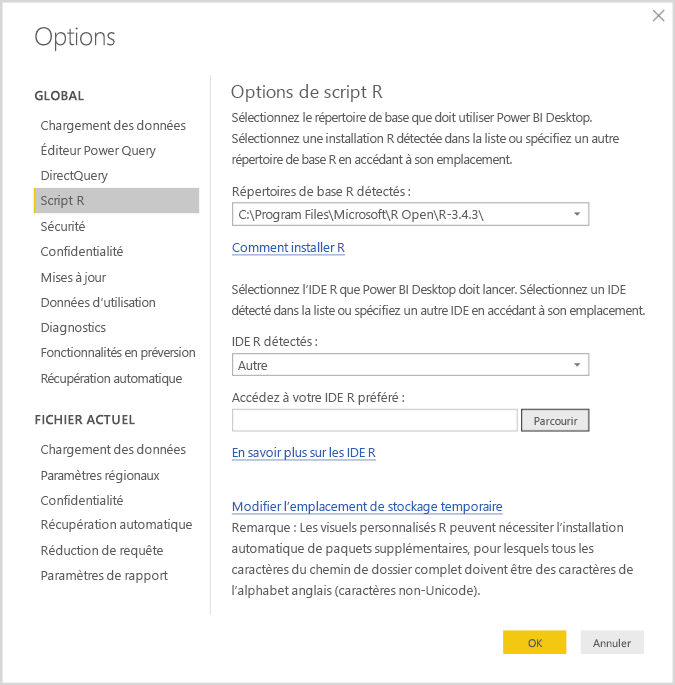 Options
GLOBAL
Chargement des données
Éditeur Power Query
DirectQuery
Script R
Sécurité
Confidentialité
Mises à jour
Données d'utilisation
Diagnostics
Fonctionnalités en préversion
Récupération automatique
FICHIER ACTUEL
Chargement des données
Paramètres régionaux
Confidentialité
Récupération automatique
Réduction de requête
Paramètres de rapport
Options de script R
Sélectionnez le répertoire de base que doit utiliser Power BI Desktop.
Sélectionnez une installation R détectée dans la liste ou spécifiez un autre
répertoire de base R en accédant à son emplacement.
Répertoires de base R détectés :
C:\Program Files\Microsoft\R Open\R-3.4.3\
Comment installer R
Sélectionnez l'IDE R que Power BI Desktop doit lancer. Sélectionnez un IDE
détecté dans la liste ou spécifiez un autre IDE en accédant à son emplacement.
IDE R détectés :
Autre
Accédez à votre IDE R préféré :
Parcourir
En savoir plus sur les IDE R
Modifier l'emplacement de stockage temporaire
Remarque : Les visuels personnalisés R peuvent nécessiter l'installation
automatique de paquets supplémentaires, pour lesquels tous les
caractères du chemin de dossier complet doivent être des caractères de
l'alphabet anglais (caractères non-Unicode).
OK
Annuler